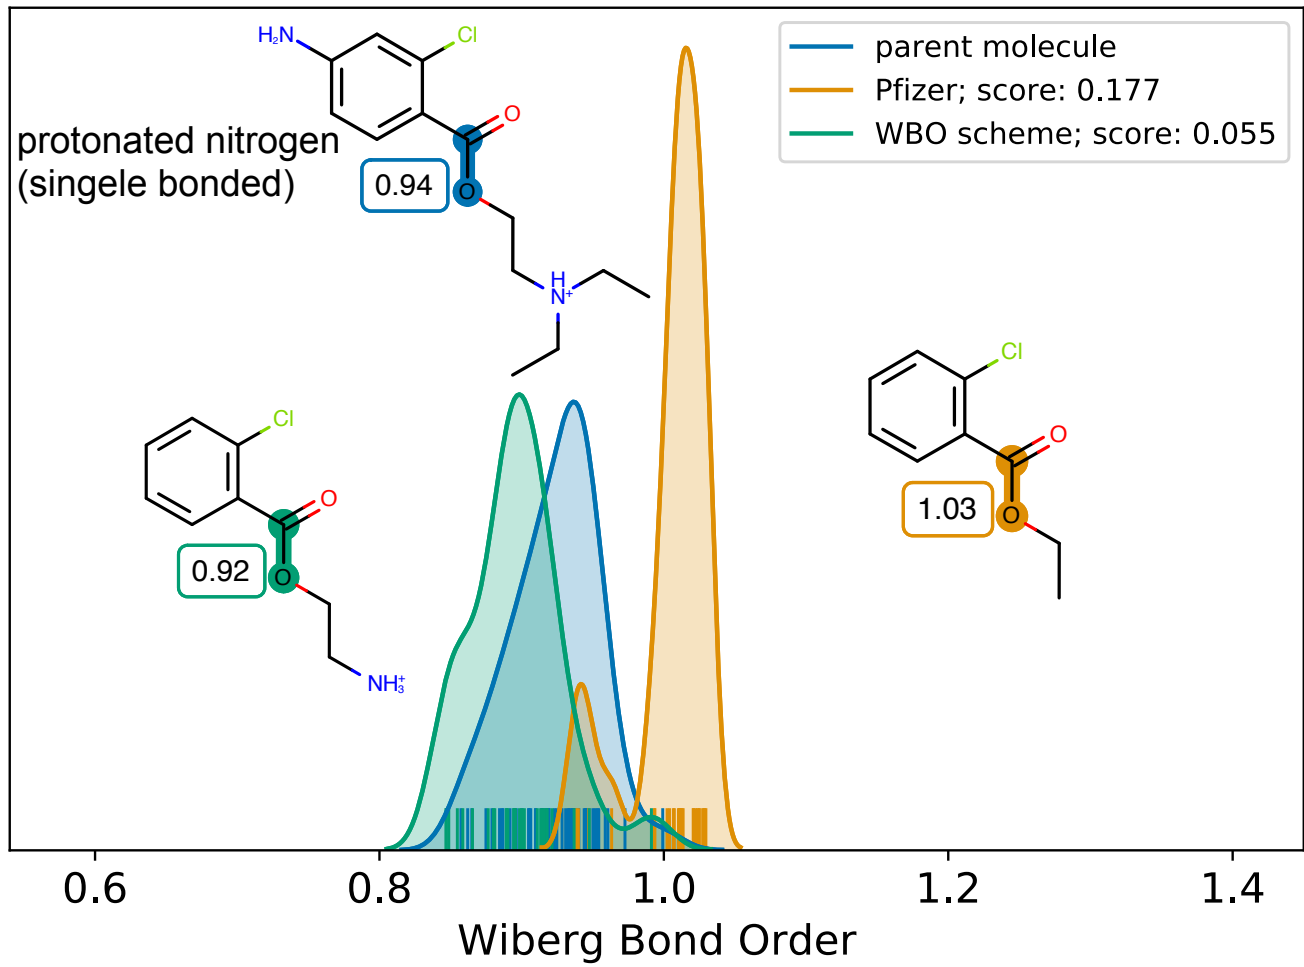 H₂N
Cl
O
protonated nitrogen
(singele bonded)
0.94
O
H
N⁺
parent molecule
Pfizer; score: 0.177
WBO scheme; score: 0.055
Cl
O
0.92
O
NH₃⁺
Cl
O
1.03
O
0.6 0.8 1.0 1.2 1.4
Wiberg Bond Order